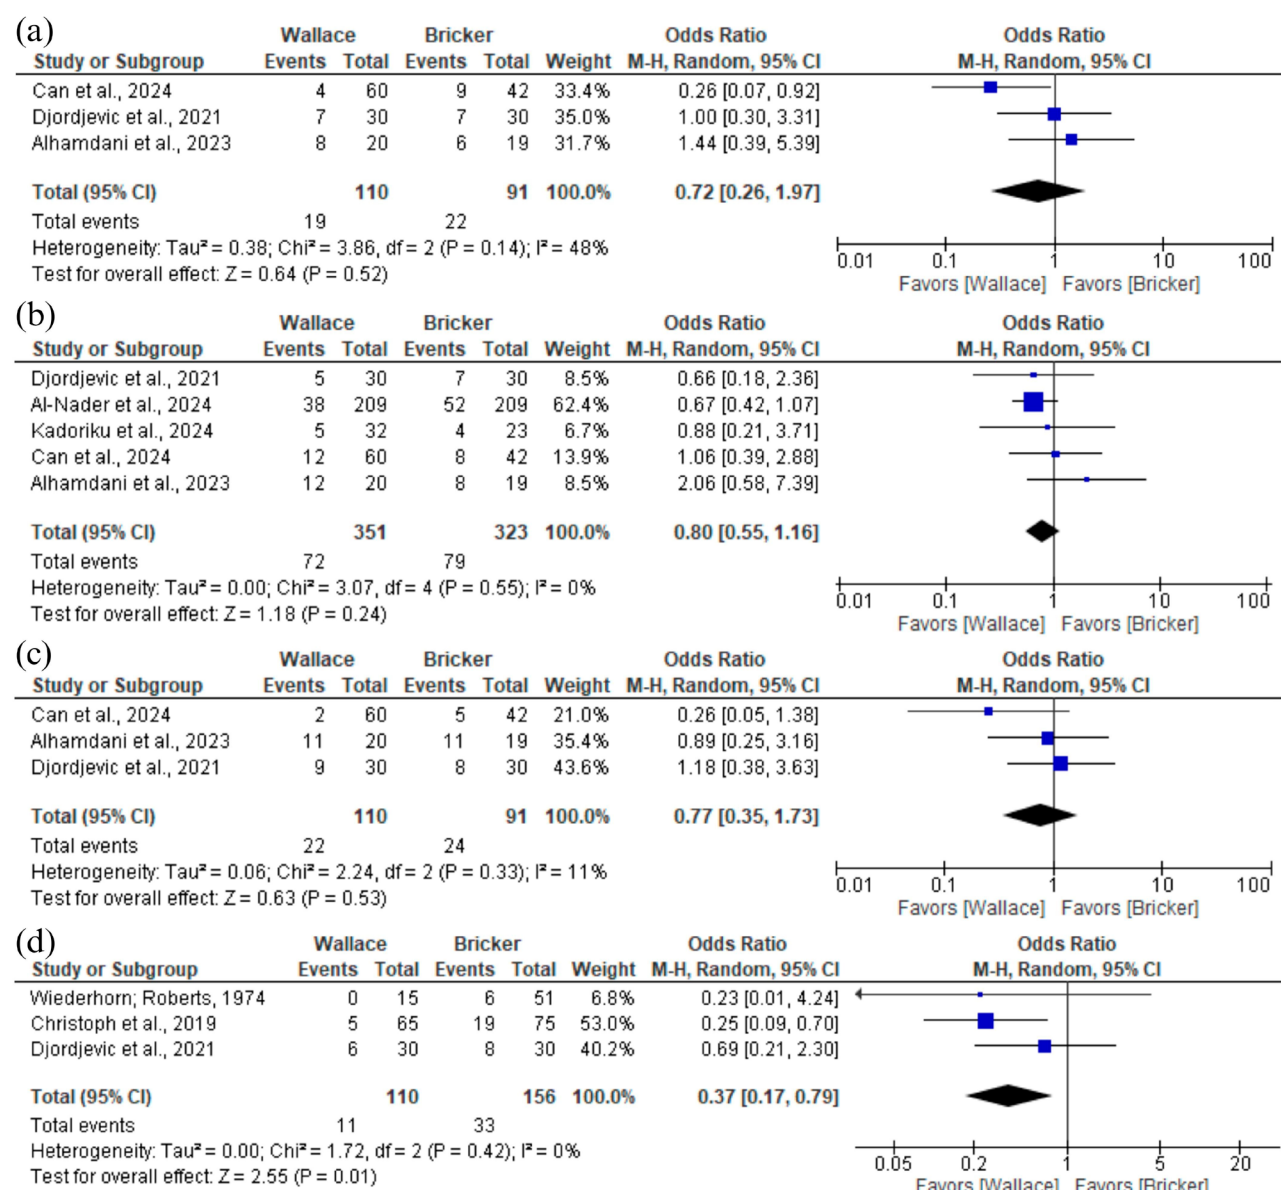 (a)
Wallace Bricker Odds Ratio Odds Ratio
Study or Subgroup Events Total Events Total Weight M-H, Random, 95% CI M-H, Random, 95% CI
Can et al., 2024 4 60 9 42 33.4% 0.26 [0.07, 0.92]
Djordjevic et al., 2021 7 30 7 30 35.0% 1.00 [0.30, 3.31]
Alhamdani et al., 2023 8 20 6 19 31.7% 1.44 [0.39, 5.39]
Total (95% CI) 110 91 100.0% 0.72 [0.26, 1.97]
Total events 19 22
Heterogeneity: Tau² = 0.38; Chi² = 3.86, df = 2 (P = 0.14); I² = 48%
Test for overall effect: Z = 0.64 (P = 0.52)
0.01 0.1 1 10 100
Favors [Wallace] Favors [Bricker]
(b)
Wallace Bricker Odds Ratio Odds Ratio
Study or Subgroup Events Total Events Total Weight M-H, Random, 95% CI M-H, Random, 95% CI
Djordjevic et al., 2021 5 30 7 30 8.5% 0.66 [0.18, 2.36]
Al-Nader et al., 2024 38 209 52 209 62.4% 0.67 [0.42, 1.07]
Kadoriku et al., 2024 5 32 4 23 6.7% 0.88 [0.21, 3.71]
Can et al., 2024 12 60 8 42 13.9% 1.06 [0.39, 2.88]
Alhamdani et al., 2023 12 20 8 19 8.5% 2.06 [0.58, 7.39]
Total (95% CI) 351 323 100.0% 0.80 [0.55, 1.16]
Total events 72 79
Heterogeneity: Tau² = 0.00; Chi² = 3.07, df = 4 (P = 0.55); I² = 0%
Test for overall effect: Z = 1.18 (P = 0.24)
0.01 0.1 1 10 100
Favors [Wallace] Favors [Bricker]
(c)
Wallace Bricker Odds Ratio Odds Ratio
Study or Subgroup Events Total Events Total Weight M-H, Random, 95% CI M-H, Random, 95% CI
Can et al., 2024 2 60 5 42 21.0% 0.26 [0.05, 1.38]
Alhamdani et al., 2023 11 20 11 19 35.4% 0.89 [0.25, 3.16]
Djordjevic et al., 2021 9 30 8 30 43.6% 1.18 [0.38, 3.63]
Total (95% CI) 110 91 100.0% 0.77 [0.35, 1.73]
Total events 22 24
Heterogeneity: Tau² = 0.06; Chi² = 2.24, df = 2 (P = 0.33); I² = 11%
Test for overall effect: Z = 0.63 (P = 0.53)
0.01 0.1 1 10 100
Favors [Wallace] Favors [Bricker]
(d)
Wallace Bricker Odds Ratio Odds Ratio
Study or Subgroup Events Total Events Total Weight M-H, Random, 95% CI M-H, Random, 95% CI
Wiederhorn; Roberts, 1974 0 15 6 51 6.8% 0.23 [0.01, 4.24]
Christoph et al., 2019 5 65 19 75 53.0% 0.25 [0.09, 0.70]
Djordjevic et al., 2021 6 30 8 30 40.2% 0.69 [0.21, 2.30]
Total (95% CI) 110 156 100.0% 0.37 [0.17, 0.79]
Total events 11 33
Heterogeneity: Tau² = 0.00; Chi² = 1.72, df = 2 (P = 0.42); I² = 0%
Test for overall effect: Z = 2.55 (P = 0.01)
0.05 0.2 1 5 20
Favors [Wallace] Favors [Bricker]